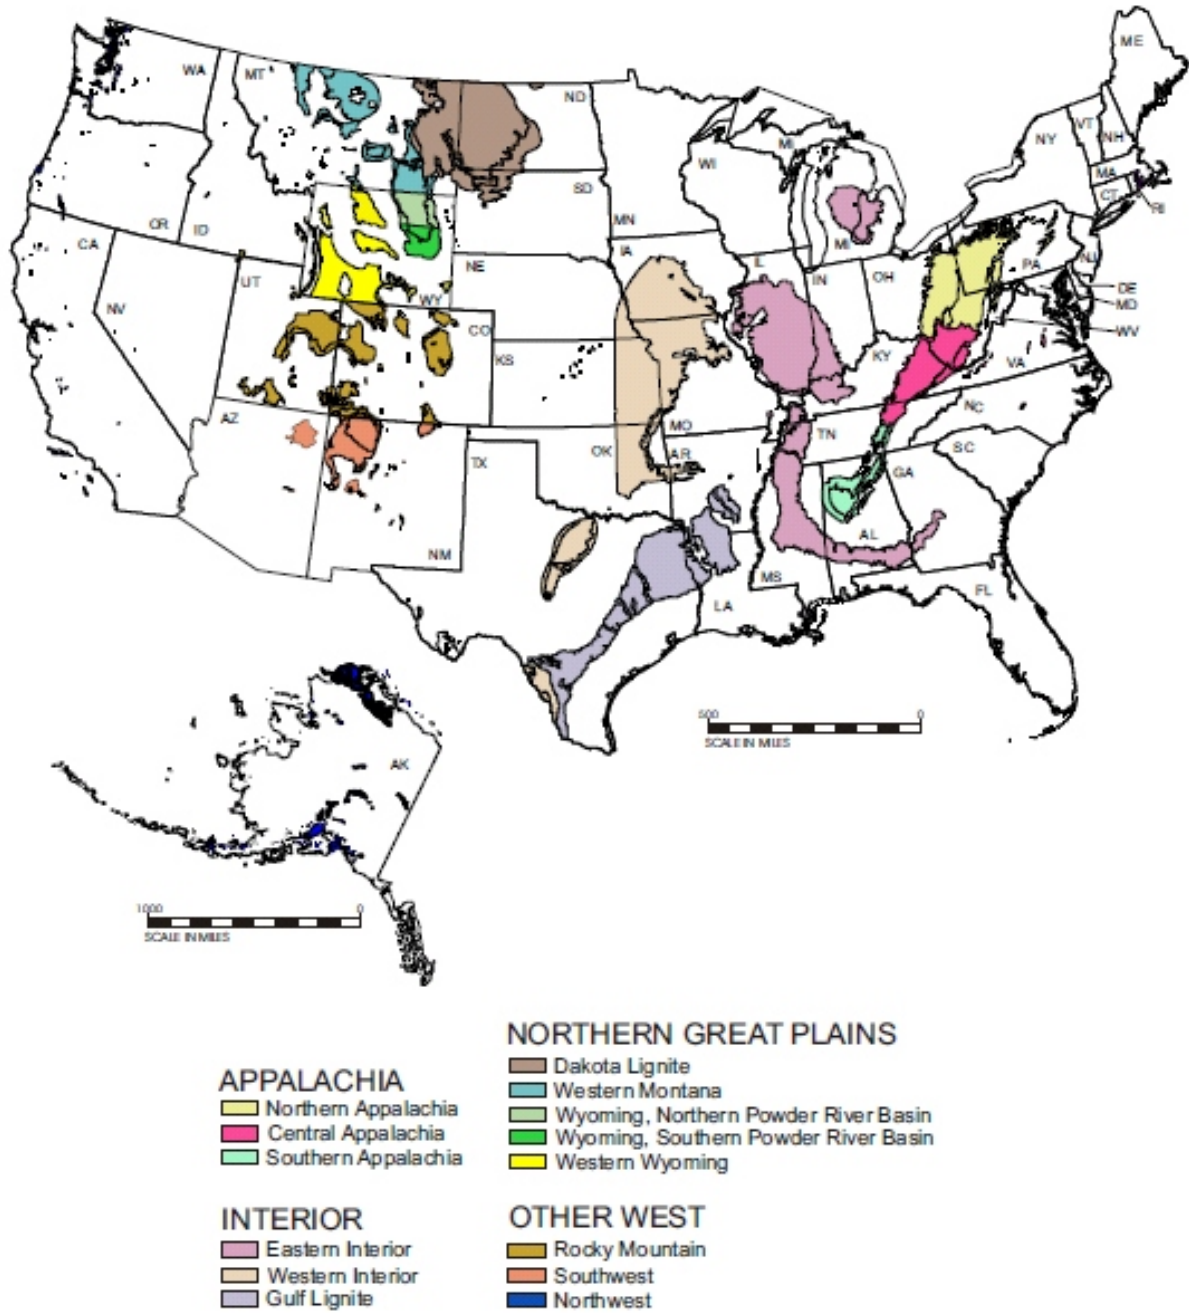 ME
WA
MT
ND
VT
NH
NY
MI
WI
MA
CT
RI
SD
MN
OR
ID
CA
MI
IA
IL
IN
OH
PA
NJ
NE
UT
WY
NV
DE
MD
WV
CO
KS
KY
VA
AZ
MO
NC
TN
OK
AR
SC
TX
GA
NM
AL
MS
LA
FL
500 0
SCALE IN MILES
AK
1000 0
SCALE IN MILES
NORTHERN GREAT PLAINS
Dakota Lignite
Western Montana
Wyoming, Northern Powder River Basin
Wyoming, Southern Powder River Basin
Western Wyoming
APPALACHIA
Northern Appalachia
Central Appalachia
Southern Appalachia
INTERIOR
Eastern Interior
Western Interior
Gulf Lignite
OTHER WEST
Rocky Mountain
Southwest
Northwest